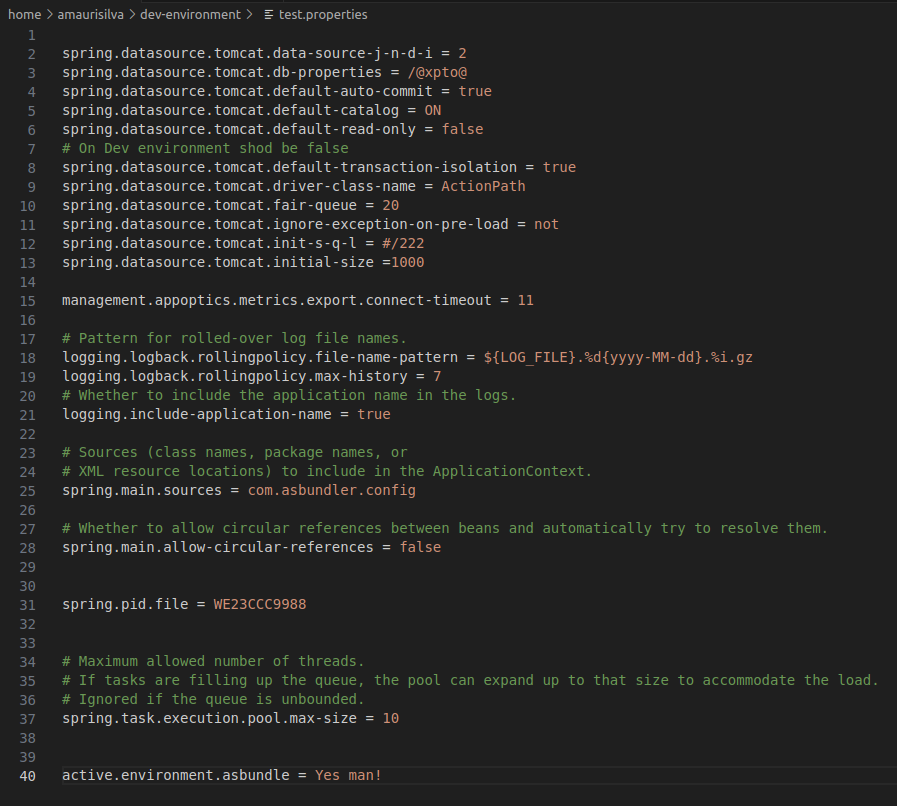 home > amaurisilva > dev-environment > test.properties
1
2 spring.datasource.tomcat.data-source-j-n-d-i = 2
3 spring.datasource.tomcat.db-properties = /@xpto@
4 spring.datasource.tomcat.default-auto-commit = true
5 spring.datasource.tomcat.default-catalog = ON
6 spring.datasource.tomcat.default-read-only = false
7 # On Dev environment shod be false
8 spring.datasource.tomcat.default-transaction-isolation = true
9 spring.datasource.tomcat.driver-class-name = ActionPath
10 spring.datasource.tomcat.fair-queue = 20
11 spring.datasource.tomcat.ignore-exception-on-pre-load = not
12 spring.datasource.tomcat.init-s-q-l = #/222
13 spring.datasource.tomcat.initial-size =1000
14
15 management.appoptics.metrics.export.connect-timeout = 11
16
17 # Pattern for rolled-over log file names.
18 logging.logback.rollingpolicy.file-name-pattern = ${LOG_FILE}.%d{yyyy-MM-dd}.%i.gz
19 logging.logback.rollingpolicy.max-history = 7
20 # Whether to include the application name in the logs.
21 logging.include-application-name = true
22
23 # Sources (class names, package names, or
24 # XML resource locations) to include in the ApplicationContext.
25 spring.main.sources = com.asbundler.config
26
27 # Whether to allow circular references between beans and automatically try to resolve them.
28 spring.main.allow-circular-references = false
29
30
31 spring.pid.file = WE23CCC9988
32
33
34 # Maximum allowed number of threads.
35 # If tasks are filling up the queue, the pool can expand up to that size to accommodate the load.
36 # Ignored if the queue is unbounded.
37 spring.task.execution.pool.max-size = 10
38
39
40 active.environment.asbundle = Yes man!